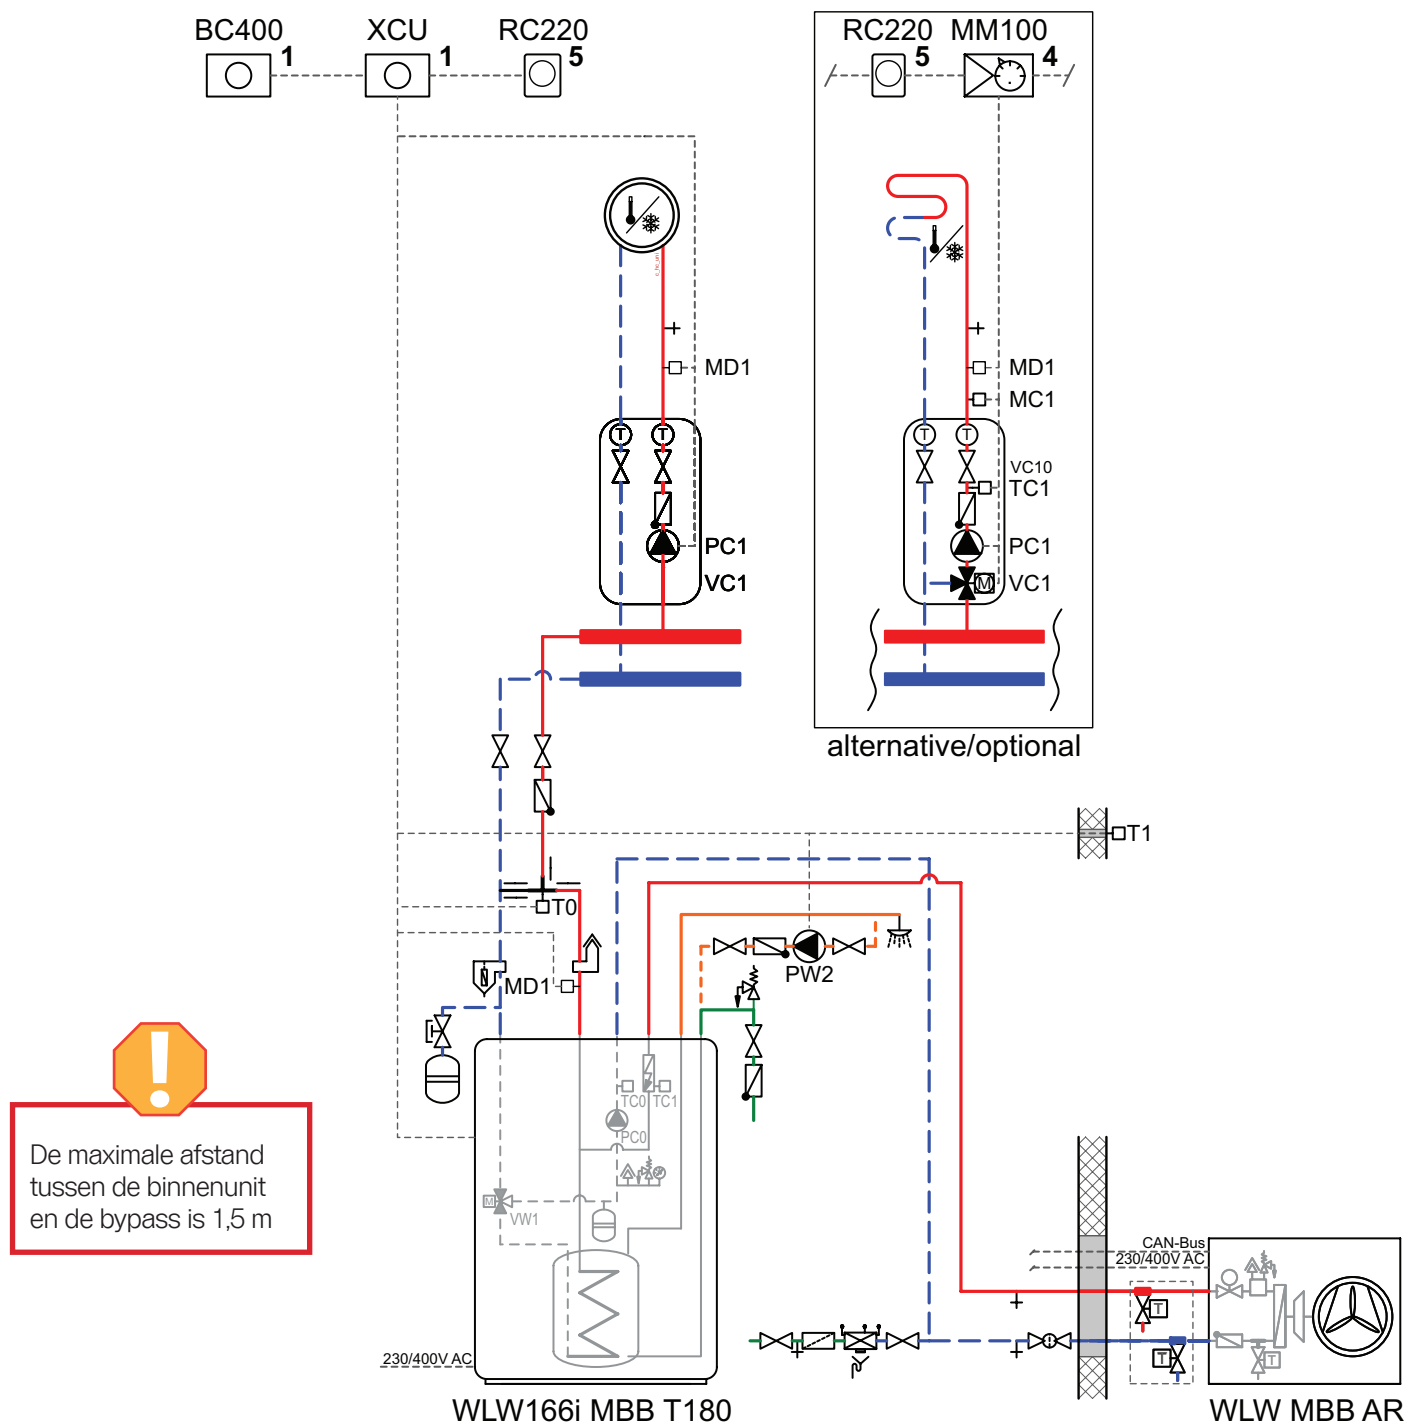 BC400
1
XCU
1
RC220
5
RC220
5
MM100
4
c_hc_uni
MD1
MD1
MC1
T
T
T
T
VC10
TC1
PC1
VC1
PC1
M
VC1
alternative/optional
T1
T0
MD1
PW2
TC0
TC1
PC0
M
VW1
De maximale afstand
tussen de binnenunit
en de bypass is 1,5 m
CAN-Bus
230/400V AC
T
T
T
230/400V AC
WLW166i MBB T180
WLW MBB AR